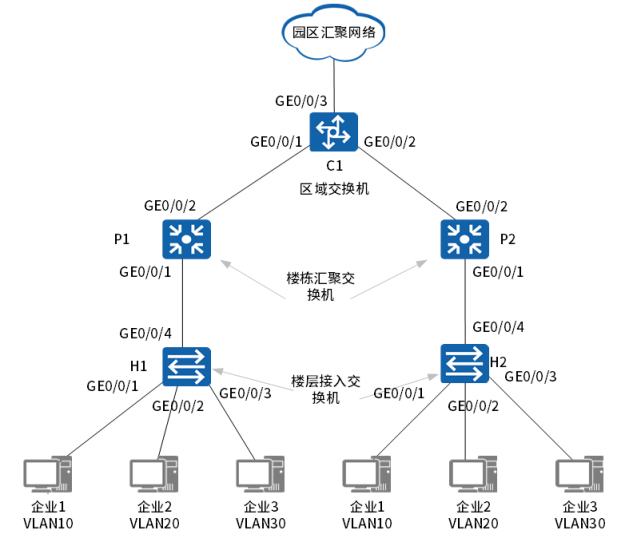 园区汇聚网络
GE0/0/3
GE0/0/1
GE0/0/2
C1
区域交换机
GE0/0/2
GE0/0/2
P1
P2
GE0/0/1
GE0/0/1
楼栋汇聚交
换机
GE0/0/4
GE0/0/4
H1
H2
GE0/0/1
GE0/0/2
GE0/0/3
楼层接入交
换机
GE0/0/1
GE0/0/2
GE0/0/3
企业1
VLAN10
企业2
VLAN20
企业3
VLAN30
企业1
VLAN10
企业2
VLAN20
企业3
VLAN30